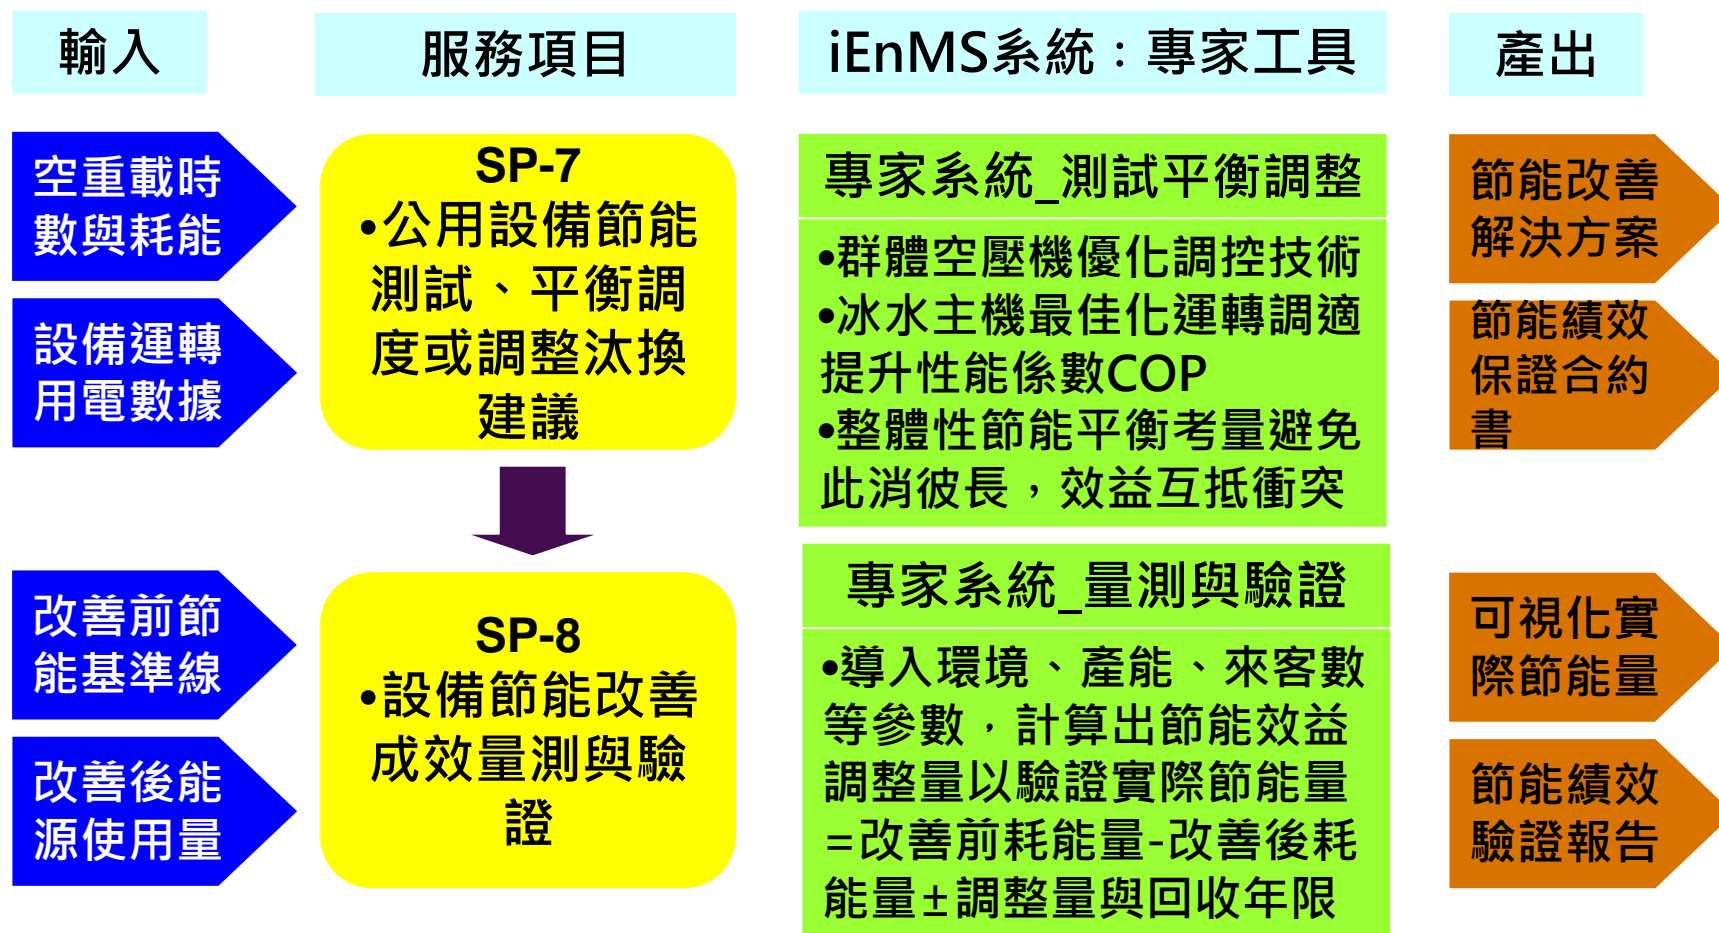 輸入
服務項目
iEnMS系統：專家工具
產出
空重載時
數與耗能
設備運轉
用電數據
SP-7
•公用設備節能
測試、平衡調
度或調整汰換
建議
專家系統_測試平衡調整
•群體空壓機優化調控技術
•冰水主機最佳化運轉調適
提升性能係數COP
•整體性節能平衡考量避免
此消彼長，效益互抵衝突
節能改善
解決方案
節能績效
保證合約
書
改善前節
能基準線
改善後能
源使用量
SP-8
•設備節能改善
成效量測與驗
證
專家系統_量測與驗證
•導入環境、產能、來客數
等參數，計算出節能效益
調整量以驗證實際節能量
=改善前耗能量-改善後耗
能量±調整量與回收年限
可視化實
際節能量
節能績效
驗證報告